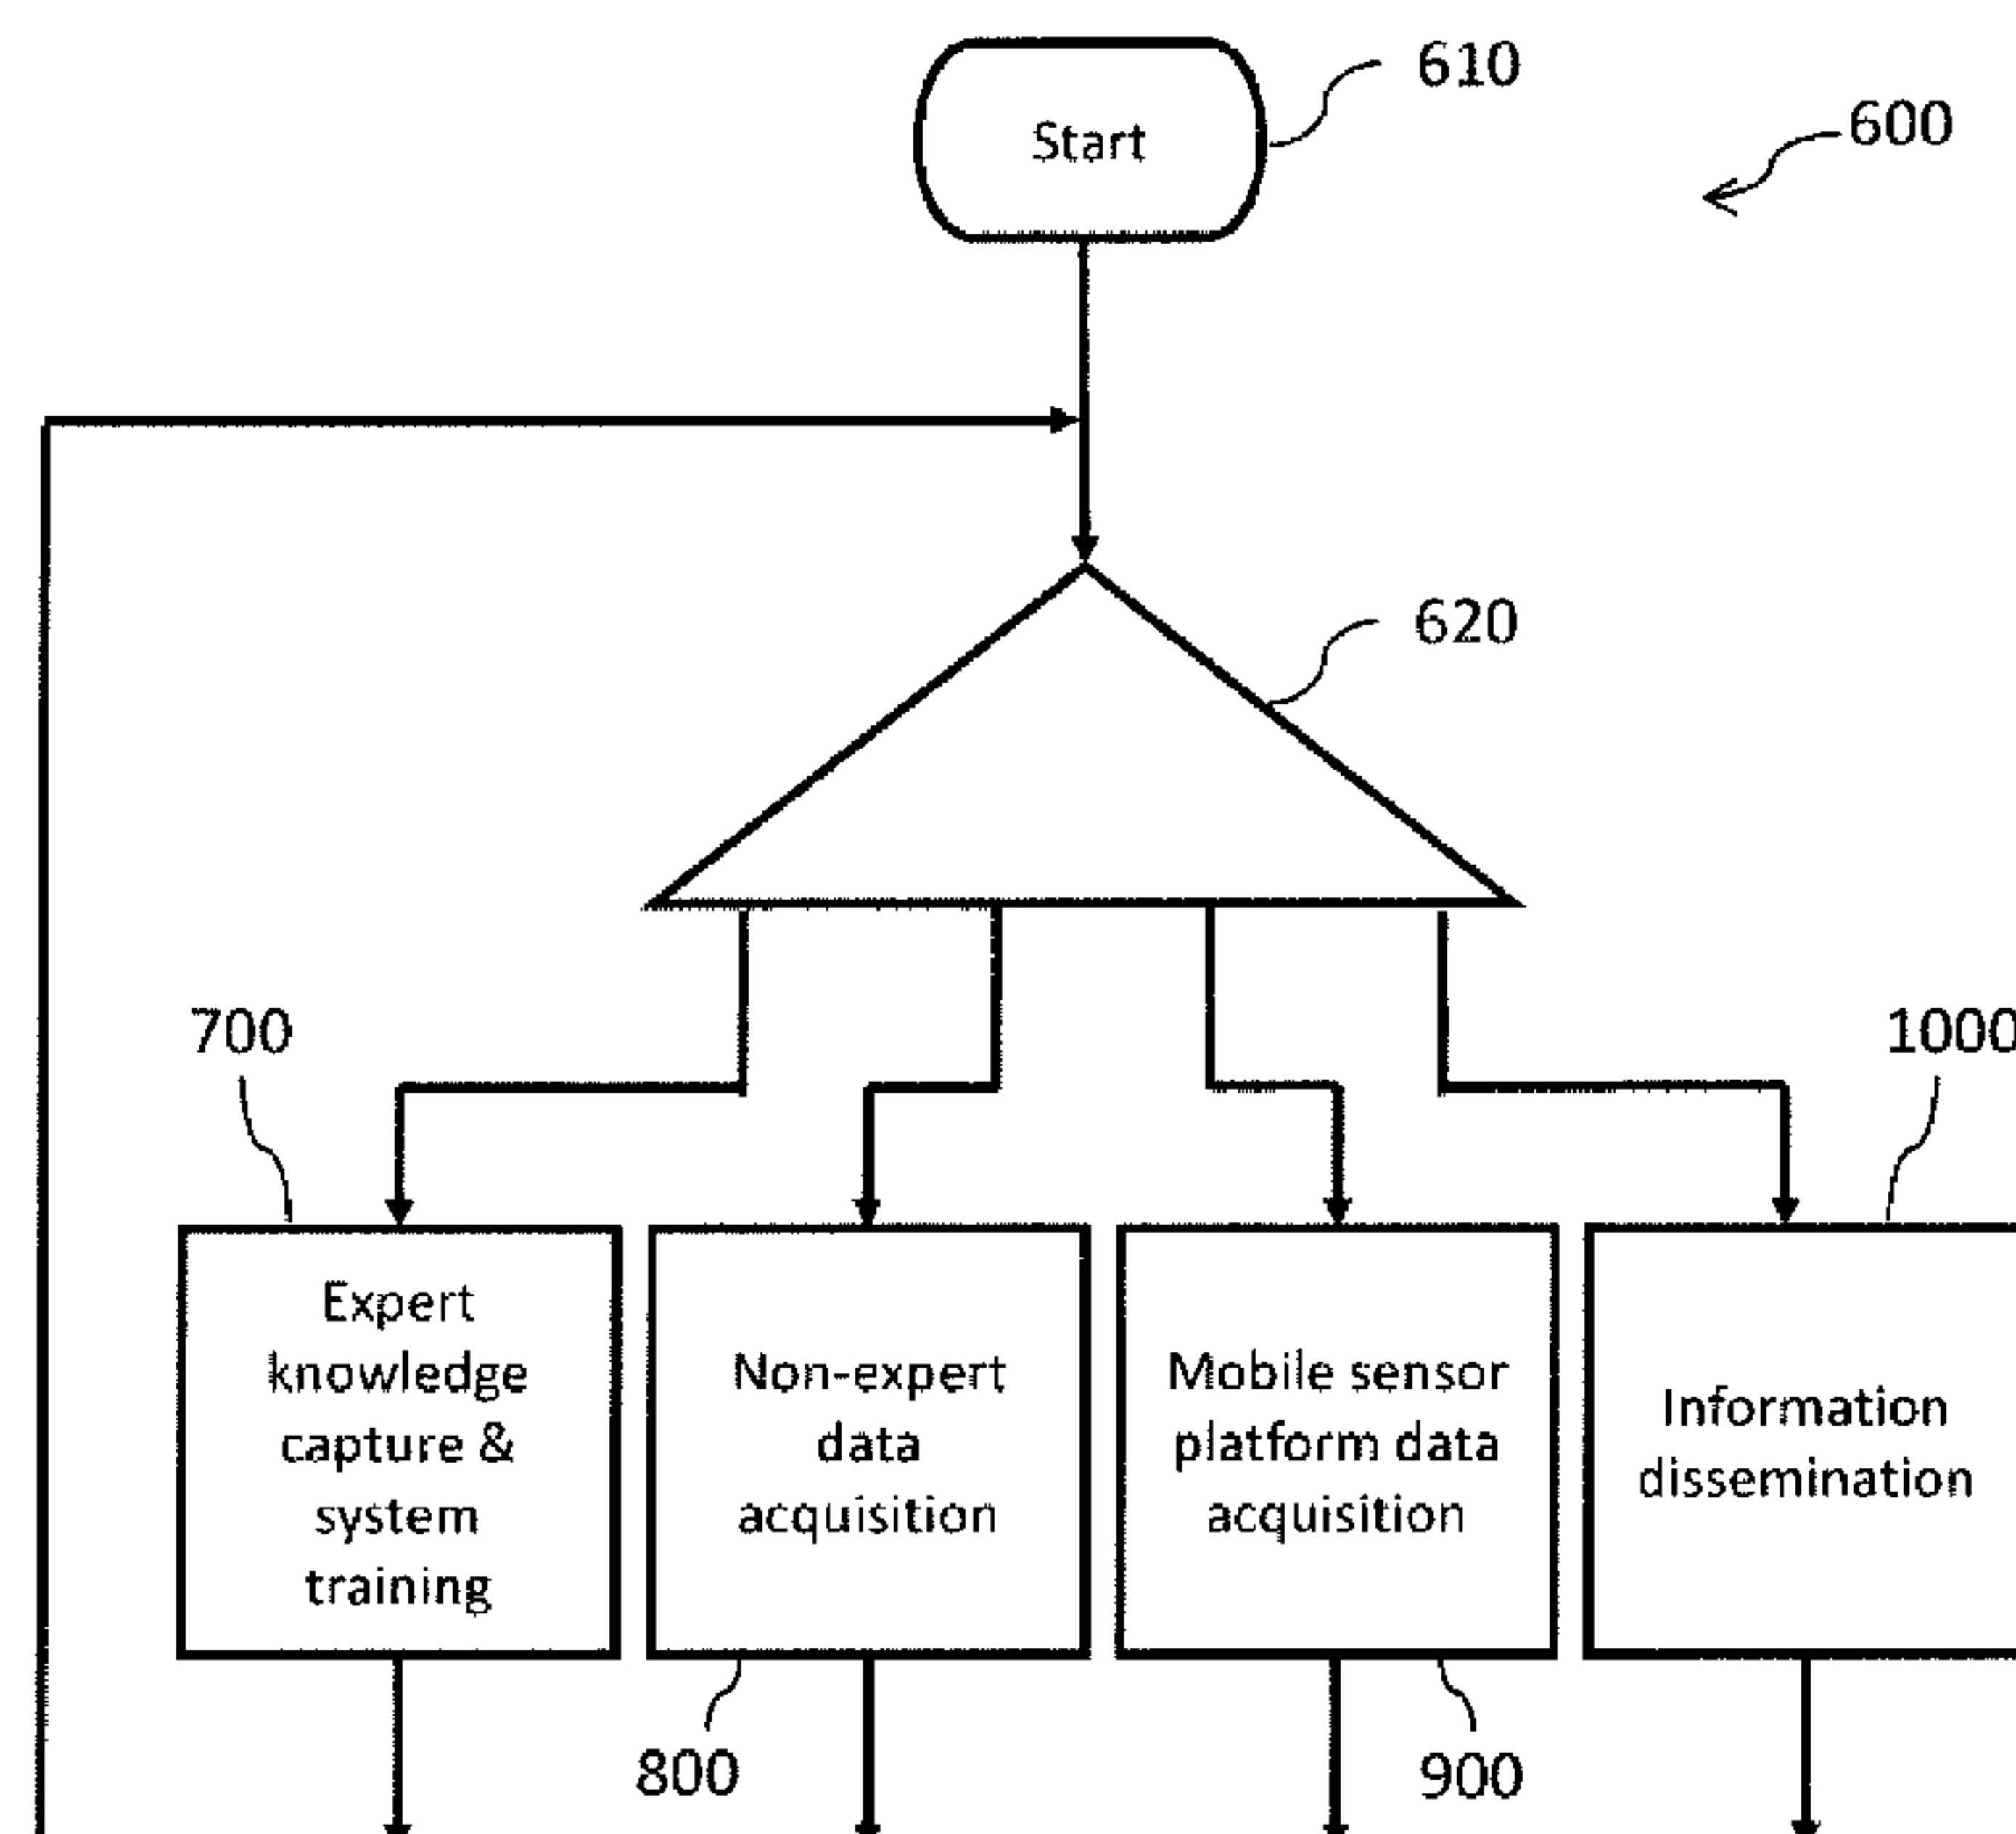 610
600
Start
620
700
1000
Expert
knowledge
capture &
system
training
Non-expert
data
acquisition
Mobile sensor
platform data
acquisition
Information
dissemination
800
900